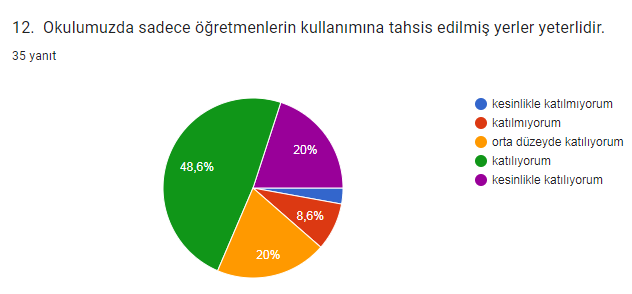 12. Okulumuzda sadece öğretmenlerin kullanımına tahsis edilmiş yerler yeterlidir.
35 yanıt
kesinlikle katılmıyorum
katılmıyorum
orta düzeyde katılıyorum
katılıyorum
kesinlikle katılıyorum
20%
48,6%
8,6%
20%